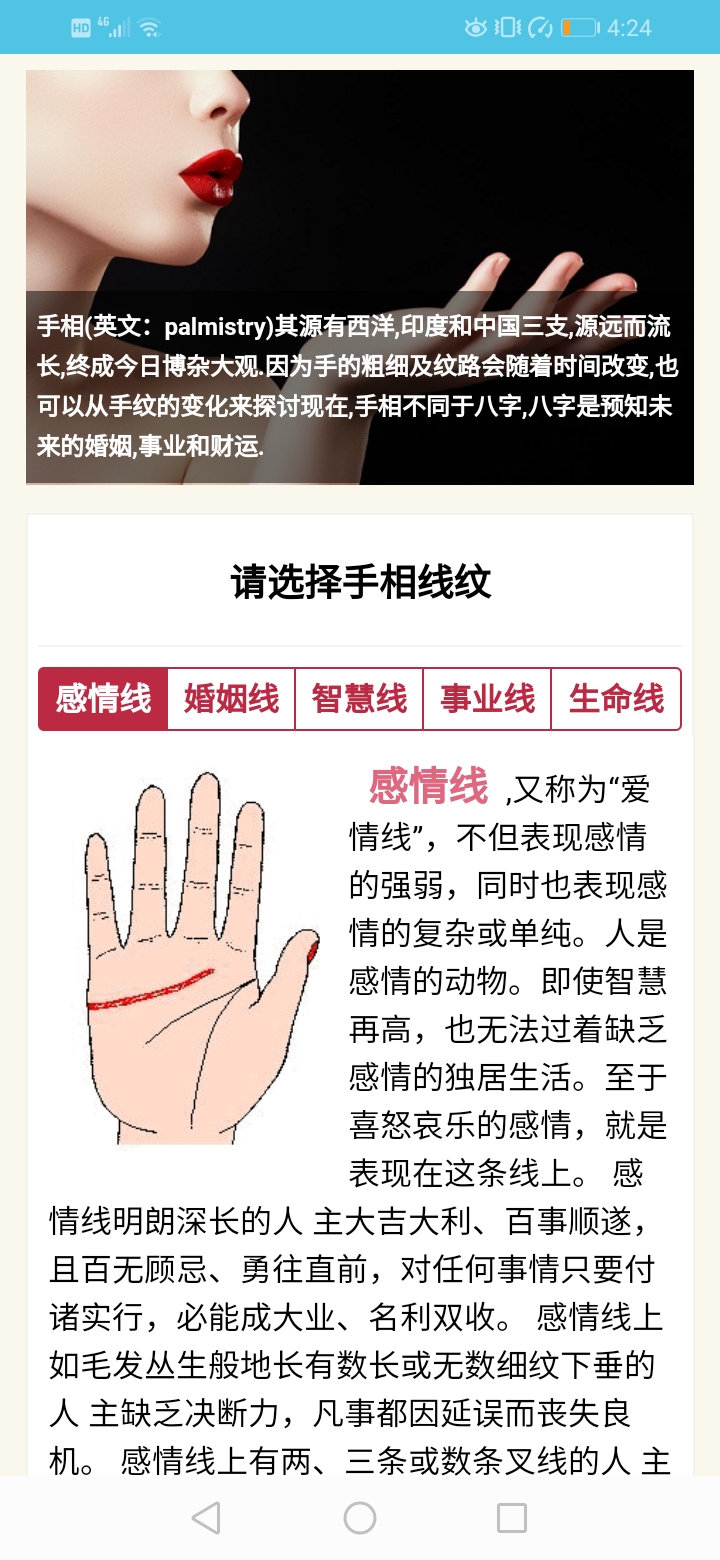 HD 4G 4:24
手相(英文：palmistry)其源有西洋,印度和中国三支,源远而流
长,终成今日博杂大观.因为手的粗细及纹路会随着时间改变,也
可以从手纹的变化来探讨现在,手相不同于八字,八字是预知未
来的婚姻,事业和财运.
请选择手相线纹
感情线 婚姻线 智慧线 事业线 生命线
感情线 ,又称为“爱
情线”，不但表现感情
的强弱，同时也表现感
情的复杂或单纯。人是
感情的动物。即使智慧
再高，也无法过着缺乏
感情的独居生活。至于
喜怒哀乐的感情，就是
表现在这条线上。 感
情线明朗深长的人 主大吉大利、百事顺遂，
且百无顾忌、勇往直前，对任何事情只要付
诸实行，必能成大业、名利双收。 感情线上
如毛发丛生般地长有数长或无数细纹下垂的
人 主缺乏决断力，凡事都因延误而丧失良
机。 感情线上有两、三条或数条叉线的人 主